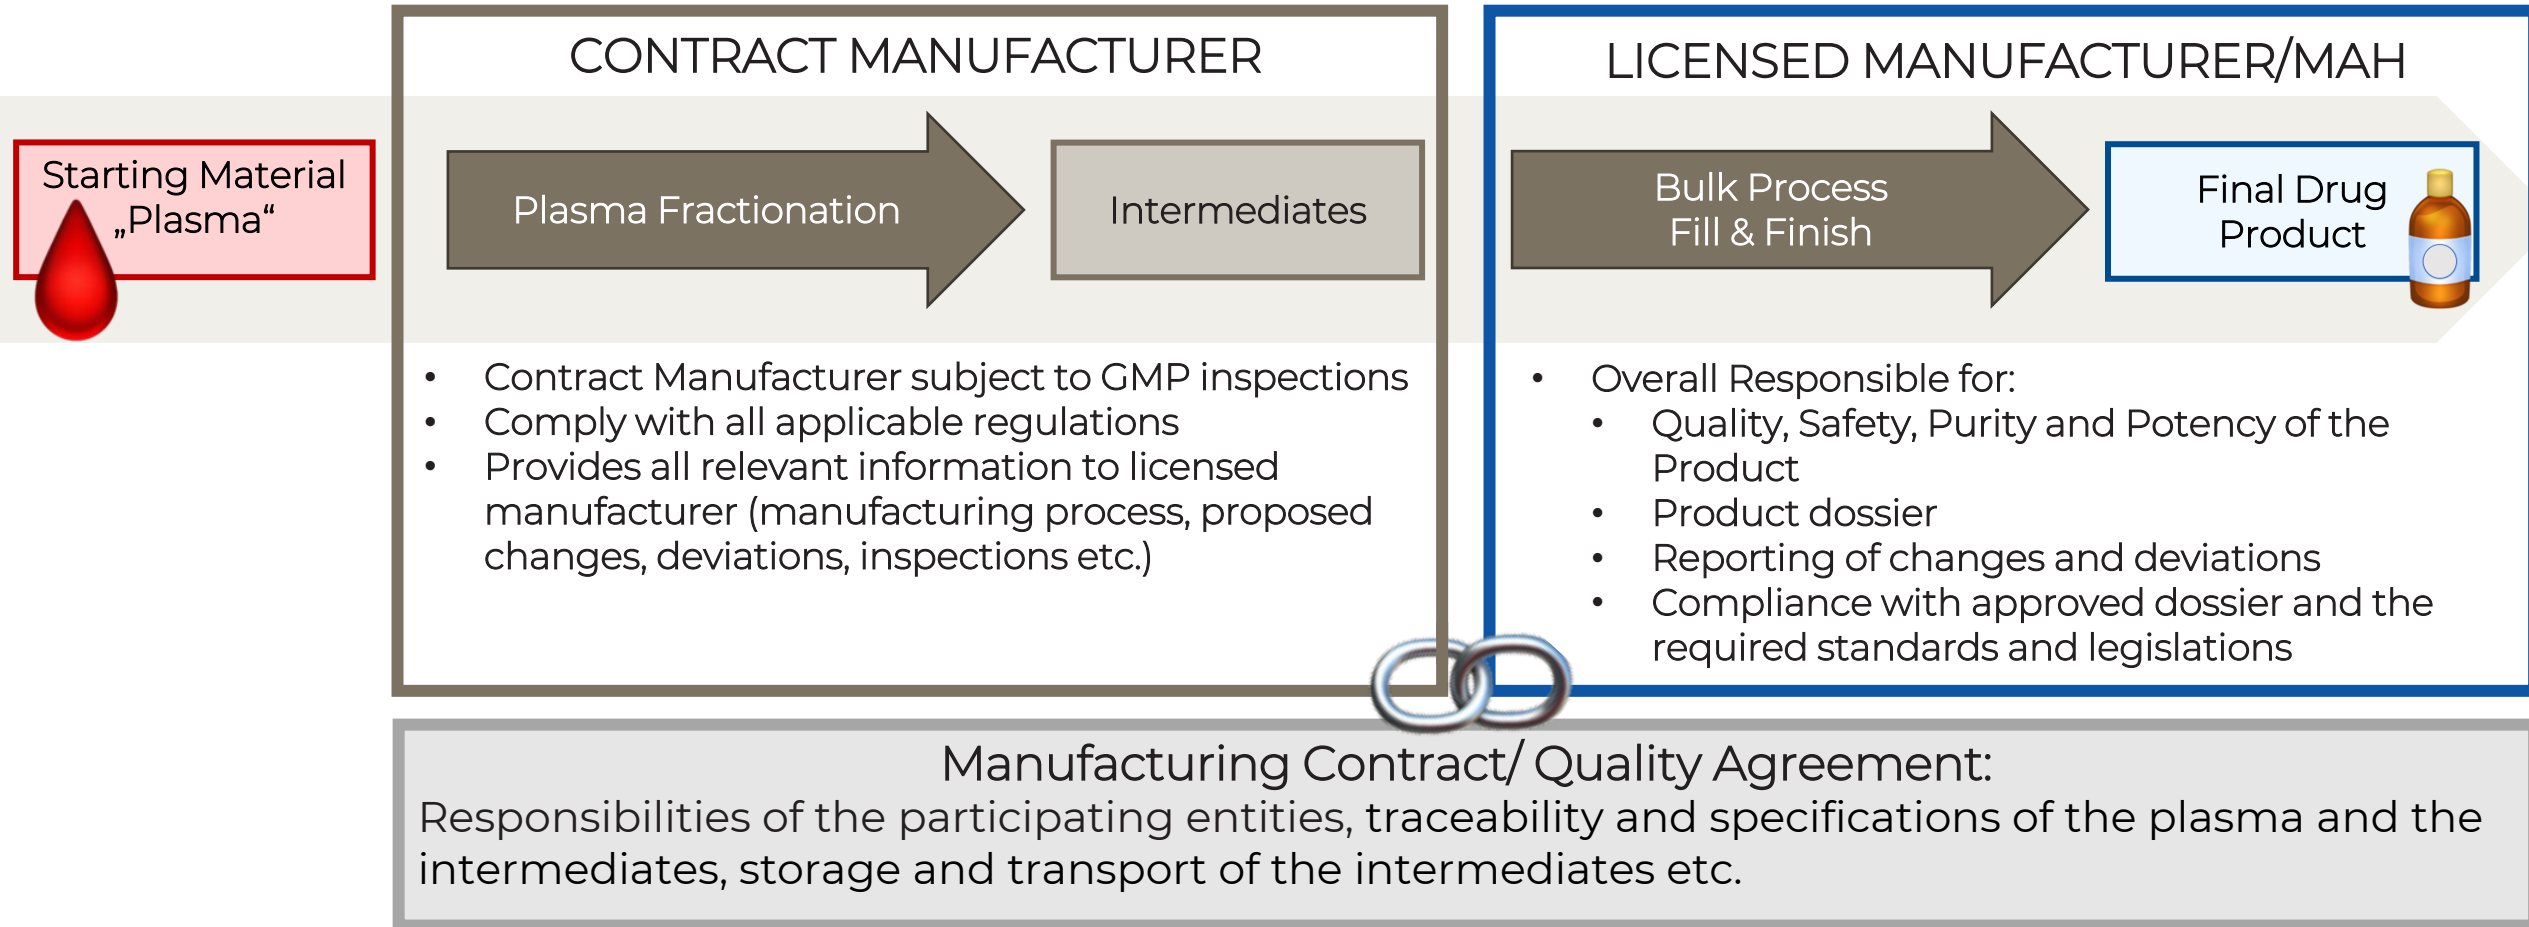 CONTRACT MANUFACTURER
LICENSED MANUFACTURER/MAH
Starting Material
„Plasma“
Plasma Fractionation
Intermediates
Bulk Process
Fill & Finish
Final Drug
Product
• Contract Manufacturer subject to GMP inspections
• Comply with all applicable regulations
• Provides all relevant information to licensed
manufacturer (manufacturing process, proposed
changes, deviations, inspections etc.)
• Overall Responsible for:
• Quality, Safety, Purity and Potency of the
Product
• Product dossier
• Reporting of changes and deviations
• Compliance with approved dossier and the
required standards and legislations
Manufacturing Contract/ Quality Agreement:
Responsibilities of the participating entities, traceability and specifications of the plasma and the
intermediates, storage and transport of the intermediates etc.